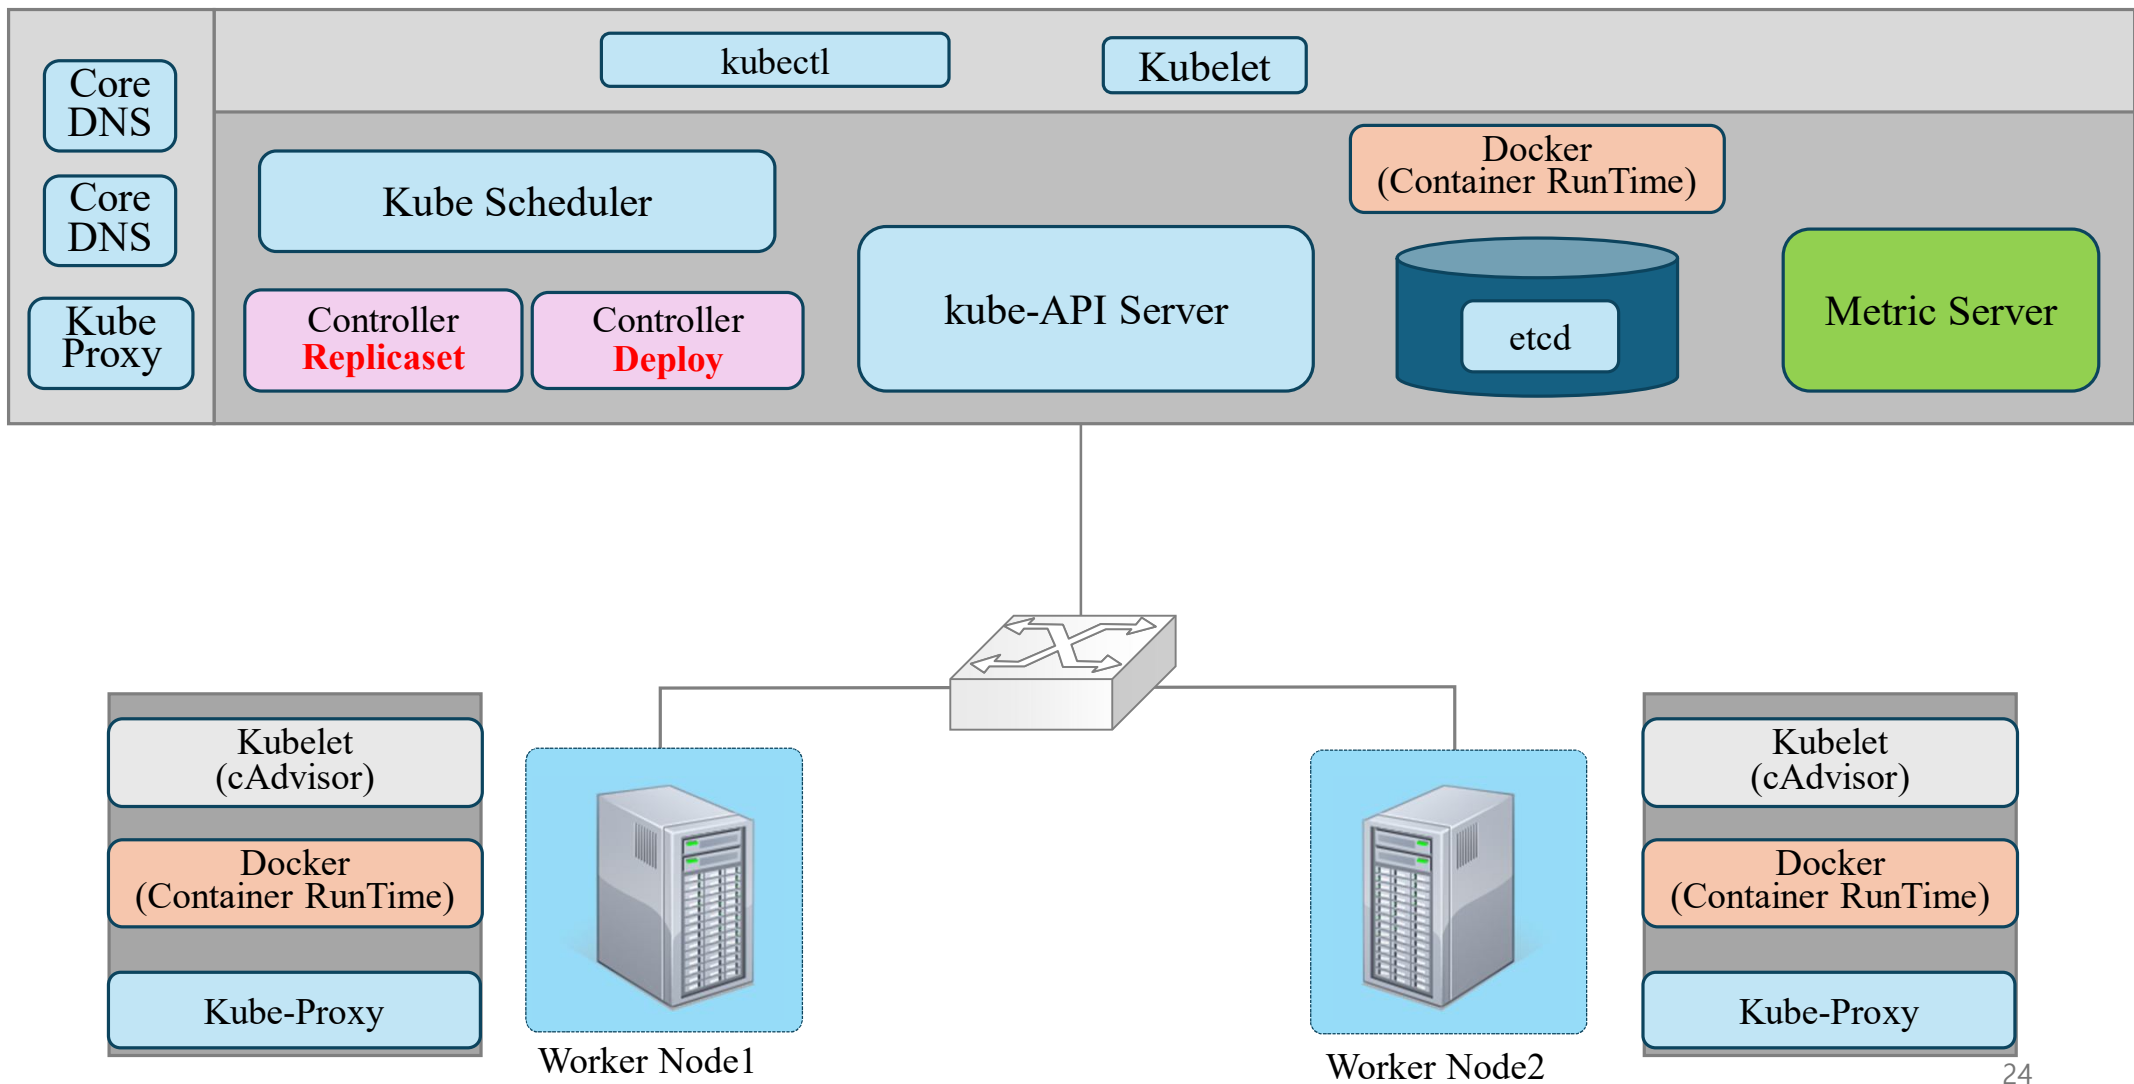 kubectl
Kubelet
Core
DNS
Core
DNS
Kube
Proxy
Kube Scheduler
Controller
Replicaset
Controller
Deploy
kube-API Server
Docker
(Container RunTime)
etcd
Metric Server
Kubelet
(cAdvisor)
Docker
(Container RunTime)
Kube-Proxy
Worker Node1
Worker Node2
Kubelet
(cAdvisor)
Docker
(Container RunTime)
Kube-Proxy
24